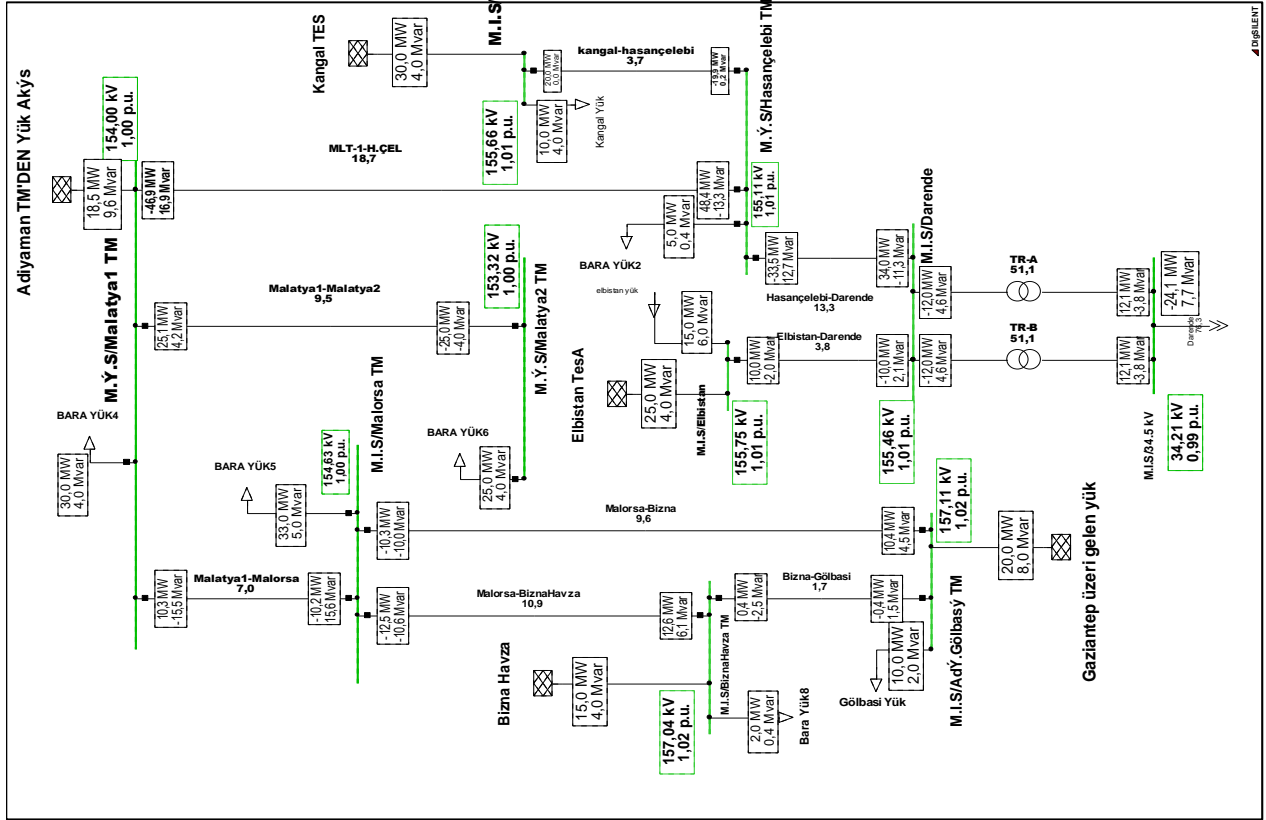 Adiyaman TM'DEN Yük Akýs
18,5 MW
9,6 Mvar
154,00 kV
1,00 p.u.
-46,9 MW
16,9 Mvar
M.Ý.S/Malatya1 TM
MLT-1-H.ÇEL
18,7
Kangal TES
30,0 MW
4,0 Mvar
M.I.S/
20,0 MW
0,0 Mvar
kangal-hasançelebi
3,7
-19,9 MW
0,2 Mvar
10,0 MW
4,0 Mvar
Kangal Yük
155,66 kV
1,01 p.u.
M.Ý.S/Hasançelebi TM
48,4 MW
-13,3 Mvar
155,11 kV
1,01 p.u.
5,0 MW
0,4 Mvar
BARA YÜK2
-33,5 MW
12,7 Mvar
34,0 MW
-11,3 Mvar
Hasançelebi-Darende
13,3
M.I.S/Darende
-12,0 MW
4,6 Mvar
TR-A
51,1
12,1 MW
-3,8 Mvar
-24,1 MW
7,7 Mvar
-12,0 MW
4,6 Mvar
TR-B
51,1
12,1 MW
-3,8 Mvar
Darende
M.I.S/34.5 kV
34,21 kV
0,99 p.u.
25,1 MW
4,2 Mvar
Malatya1-Malatya2
9,5
-25,0 MW
-4,0 Mvar
153,32 kV
1,00 p.u.
M.Ý.S/Malatya2 TM
elbistan yük
15,0 MW
6,0 Mvar
Elbistan TesA
25,0 MW
4,0 Mvar
M.I.S/Elbistan
10,0 MW
-2,0 Mvar
Elbistan-Darende
3,8
-10,0 MW
2,1 Mvar
155,75 kV
1,01 p.u.
155,46 kV
1,01 p.u.
BARA YÜK4
30,0 MW
4,0 Mvar
BARA YÜK5
33,0 MW
5,0 Mvar
154,63 kV
1,00 p.u.
M.I.S/Malorsa TM
BARA YÜK6
25,0 MW
4,0 Mvar
-10,3 MW
-10,0 Mvar
Malorsa-Bizna
9,6
10,4 MW
4,5 Mvar
157,11 kV
1,02 p.u.
10,3 MW
-15,5 Mvar
Malatya1-Malorsa
7,0
-10,2 MW
15,6 Mvar
-12,5 MW
-10,6 Mvar
Malorsa-BiznaHavza
10,9
12,6 MW
6,1 Mvar
0,4 MW
-2,5 Mvar
Bizna-Gölbasi
1,7
-0,4 MW
1,5 Mvar
20,0 MW
8,0 Mvar
Gaziantep üzeri gelen yük
Bizna Havza
15,0 MW
4,0 Mvar
M.I.S/BiznaHavza TM
157,04 kV
1,02 p.u.
2,0 MW
0,4 Mvar
Bara Yük8
10,0 MW
2,0 Mvar
Gölbasi Yük
M.I.S/AdÝ.Gölbasý TM
DIgSILENT